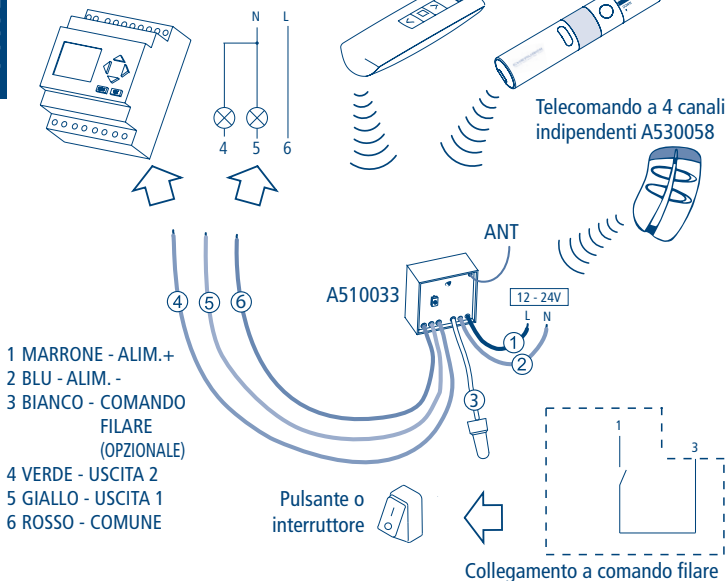 N L
4 5 6
Telecomando a 4 canali
indipendenti A530058
ANT
A510033
12 - 24V
L N
4 5 6
1
2
3
1 MARRONE - ALIM.+
2 BLU - ALIM. -
3 BIANCO - COMANDO
FILARE
(OPZIONALE)
4 VERDE - USCITA 2
5 GIALLO - USCITA 1
6 ROSSO - COMUNE
Pulsante o
interruttore
1
3
Collegamento a comando filare